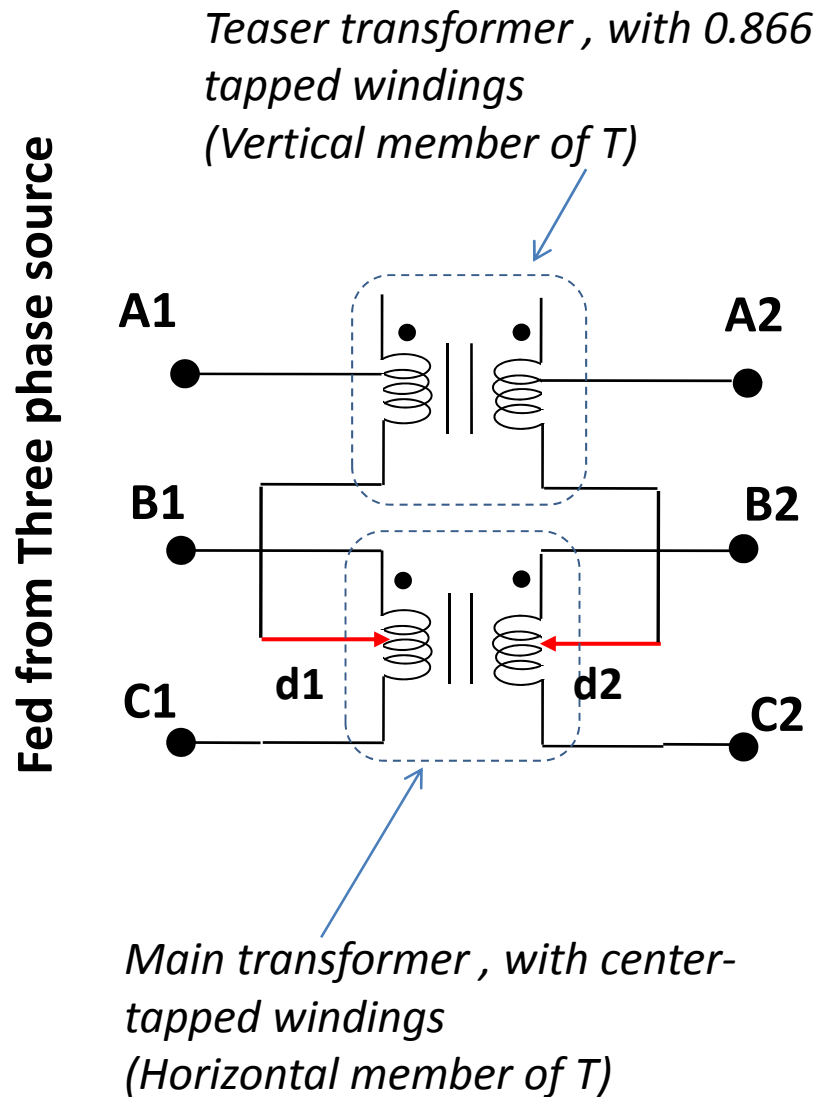 Teaser transformer , with 0.866
tapped windings
(Vertical member of T)
Fed from Three phase source
A1
A2
B1
B2
d1
d2
C1
C2
Main transformer , with center-
tapped windings
(Horizontal member of T)